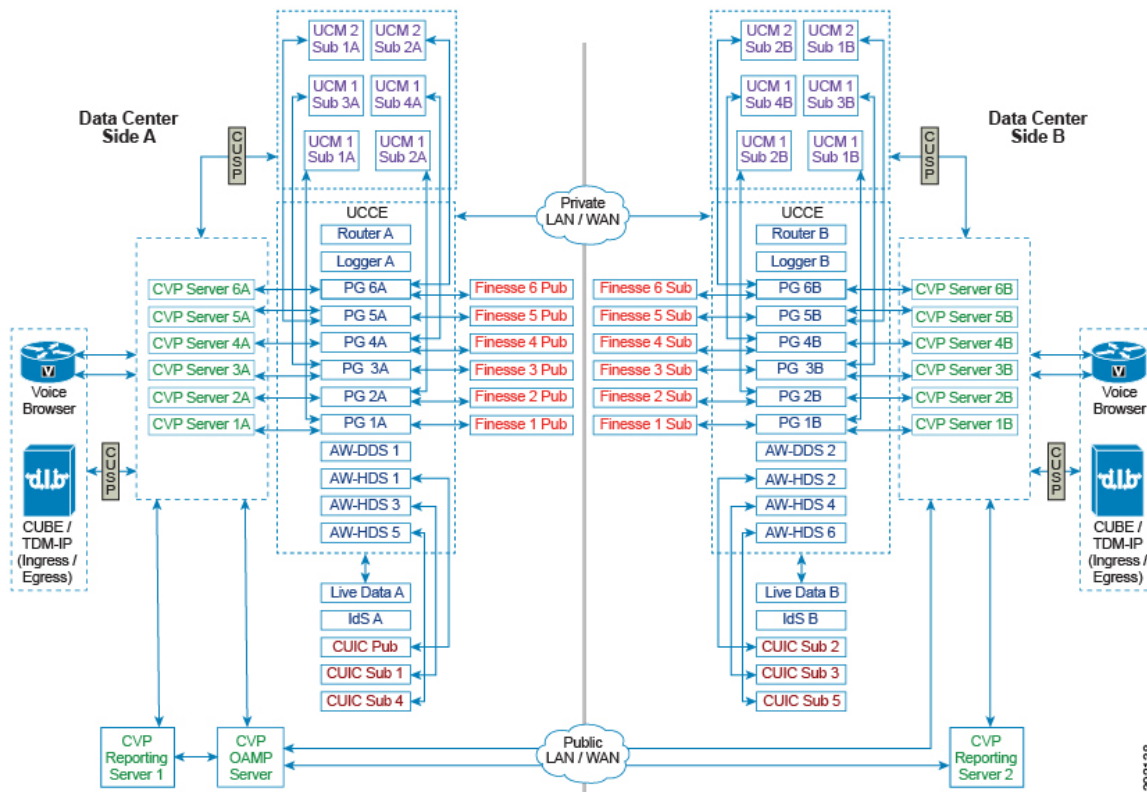 UCM 2
Sub 1A
UCM 2
Sub 2A
UCM 1
Sub 3A
UCM 1
Sub 4A
UCM 1
Sub 1A
UCM 1
Sub 2A
Data Center
Side A
CUSP
UCM 2
Sub 2B
UCM 2
Sub 1B
UCM 1
Sub 4B
UCM 1
Sub 3B
UCM 1
Sub 2B
UCM 1
Sub 1B
Data Center
Side B
CUSP
Private
LAN / WAN
UCCE
Router A
Logger A
PG 6A
PG 5A
PG 4A
PG 3A
PG 2A
PG 1A
AW-DDS 1
AW-HDS 1
AW-HDS 3
AW-HDS 5
CVP Server 6A
CVP Server 5A
CVP Server 4A
CVP Server 3A
CVP Server 2A
CVP Server 1A
Finesse 6 Pub
Finesse 5 Pub
Finesse 4 Pub
Finesse 3 Pub
Finesse 2 Pub
Finesse 1 Pub
Finesse 6 Sub
Finesse 5 Sub
Finesse 4 Sub
Finesse 3 Sub
Finesse 2 Sub
Finesse 1 Sub
UCCE
Router B
Logger B
PG 6B
PG 5B
PG 4B
PG 3B
PG 2B
PG 1B
AW-DDS 2
AW-HDS 2
AW-HDS 4
AW-HDS 6
CVP Server 6B
CVP Server 5B
CVP Server 4B
CVP Server 3B
CVP Server 2B
CVP Server 1B
V
Voice
Browser
CUSP
CUBE /
TDM-IP
(Ingress /
Egress)
V
Voice
Browser
CUSP
CUBE /
TDM-IP
(Ingress /
Egress)
Live Data A
IdS A
CUIC Pub
CUIC Sub 1
CUIC Sub 4
Live Data B
IdS B
CUIC Sub 2
CUIC Sub 3
CUIC Sub 5
CVP
Reporting
Server 1
CVP
OAMP
Server
Public
LAN / WAN
CVP
Reporting
Server 2